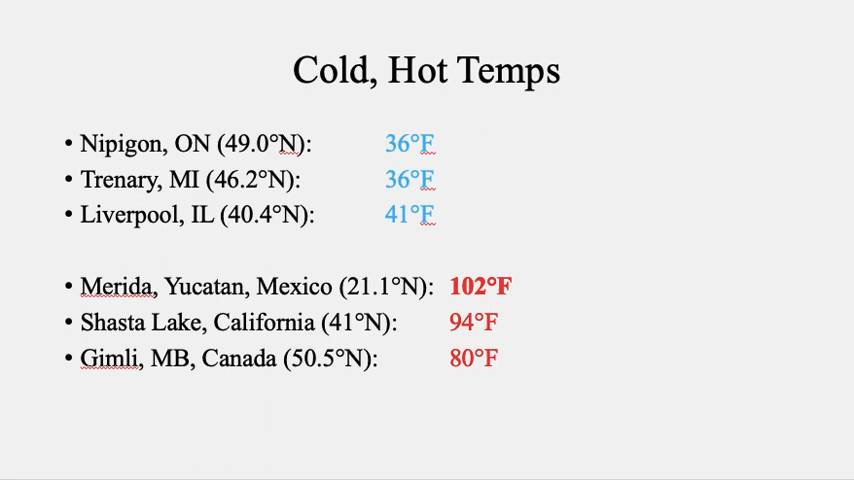 Cold, Hot Temps
• Nipigon, ON (49.0°N): 36°F
• Trenary, MI (46.2°N): 36°F
• Liverpool, IL (40.4°N): 41°F
• Merida, Yucatan, Mexico (21.1°N): 102°F
• Shasta Lake, California (41°N): 94°F
• Gimli, MB, Canada (50.5°N): 80°F